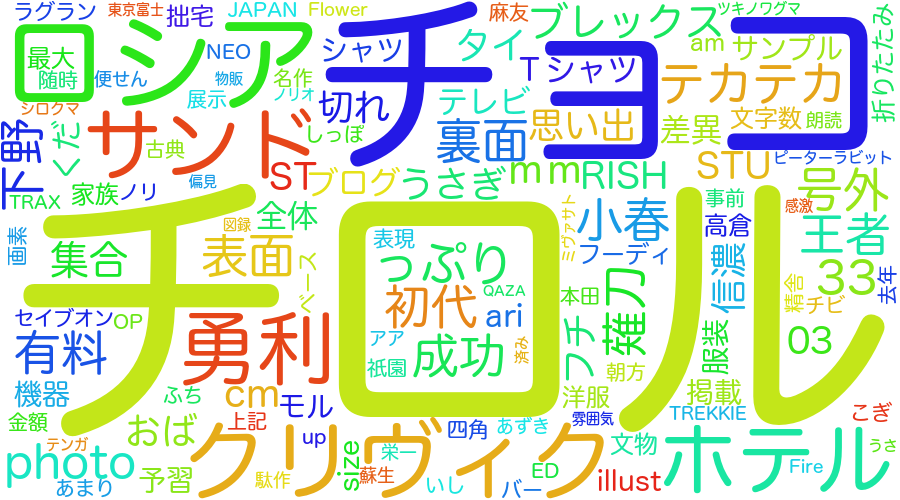 ラグラン 東京富士 拙宅 JAPAN Flower 麻友 ブレックス ツキノワグマ
ロシア チョコ
最大 随時 便せん NEO 物販 名作 シャツ タイ Tシャツ am サンプル 折りたたみ
シロクマ 展示 ノリオ 切れ テレビ 思い出 テカテカ
下野 くだ サンド しっぽ 裏面 差異 文字数 朗読
古典 ST ブログ うさぎ mm RISH STU ピーターラビット
TRAX 家族 ノリ 偏見 号外
画素 集合 表面 図録 全体 ベース 表現 ミヴァサト 小春 フーディ 事前 高倉 感激 王者
チロル
っぷり 初代 QAZA ari 本田 薙刀 信濃 33 去年
セイブオン OP 勇利 アア 祇園 成功 済み フチ 服装 精舎 チビ 03
有料 朝方
機器 ふち cm モル 洋服 掲載
金額 おば 上記 up 四角 あずき 雰囲気 TREKKIE こぎ
テンガ クリ ヴィク 文物 ホテル うさ
photo 予習 駄作 size 蘇生 栄一 ED illust Fire
あまり いし バー